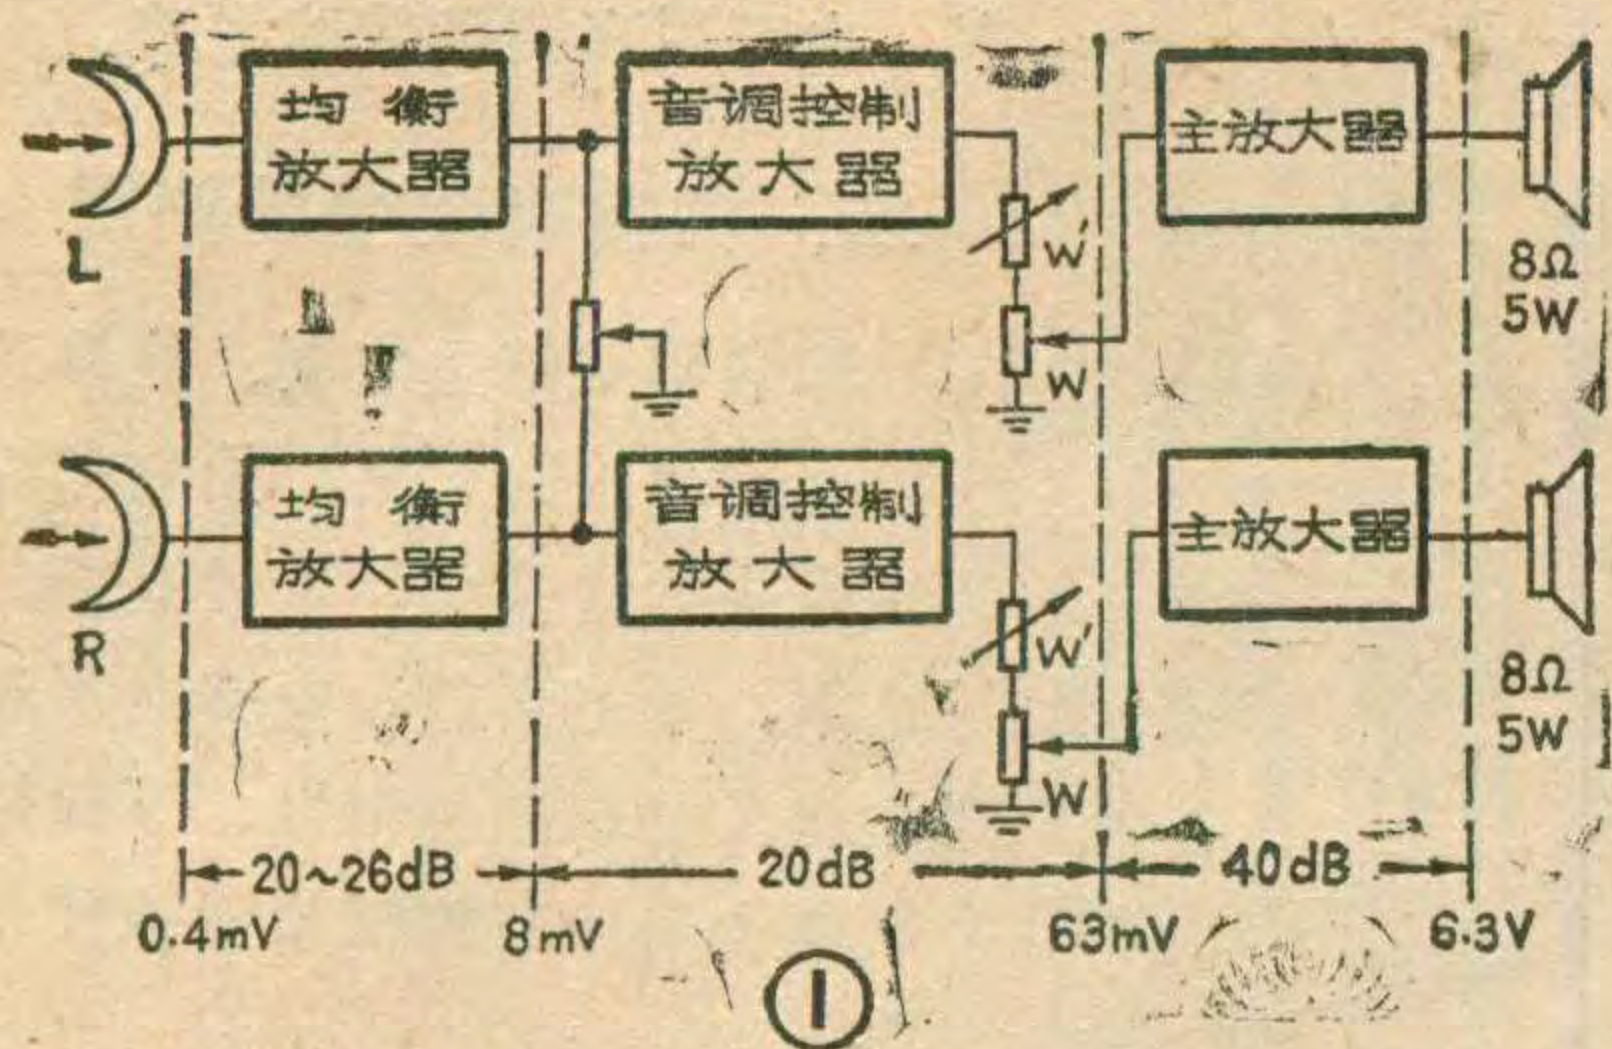 均衡
放大器
音调控制
放大器
主放大器
L
W'
W
8Ω
5W
均衡
放大器
音调控制
放大器
主放大器
R
W'
W
8Ω
5W
20~26dB
20dB
40dB
0.4mV
8mV
63mV
6.3V
①